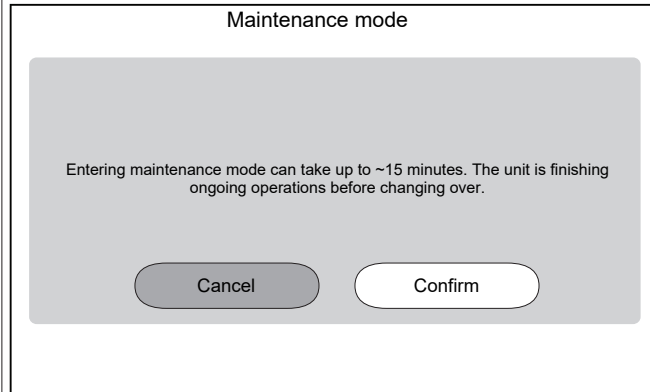 Maintenance mode
Entering maintenance mode can take up to ~15 minutes. The unit is finishing
ongoing operations before changing over.
Cancel
Confirm